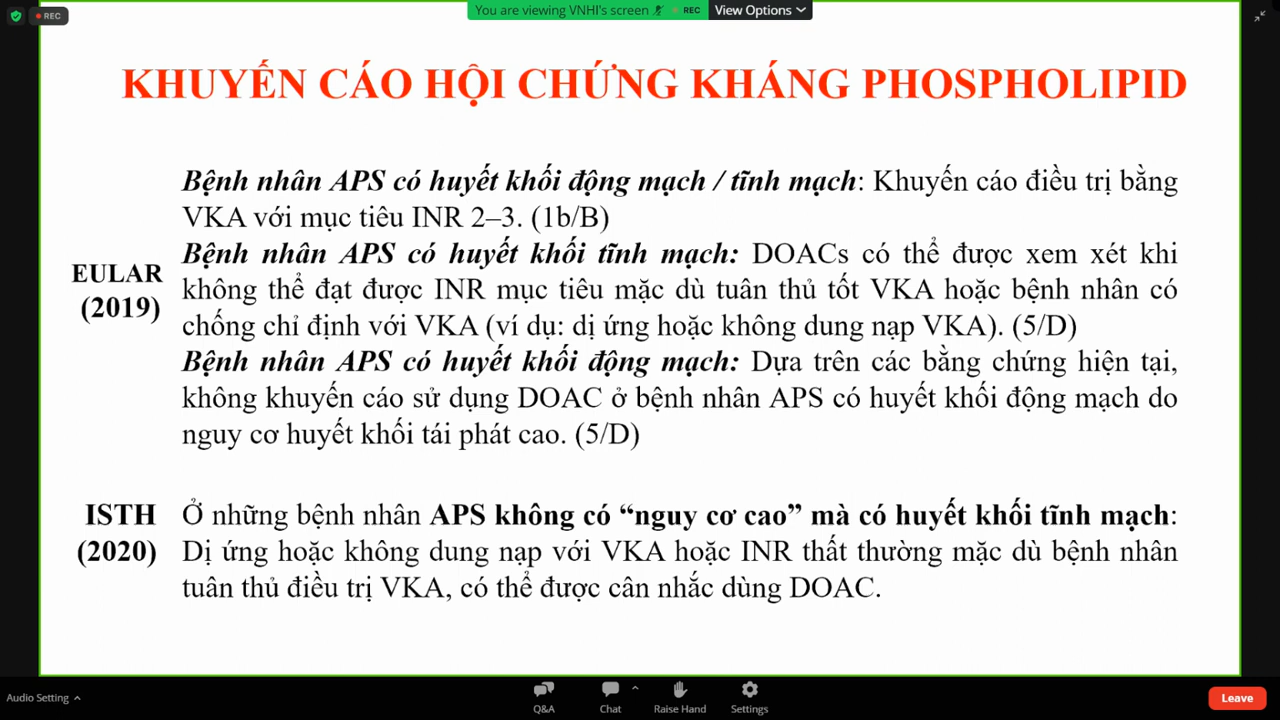 REC
You are viewing VNHI's screen REC View Options
KHUYẾN CÁO HỘI CHỨNG KHÁNG PHOSPHOLIPID
EULAR
(2019)
Bệnh nhân APS có huyết khối động mạch / tĩnh mạch: Khuyến cáo điều trị bằng
VKA với mục tiêu INR 2–3. (1b/B)
Bệnh nhân APS có huyết khối tĩnh mạch: DOACs có thể được xem xét khi
không thể đạt được INR mục tiêu mặc dù tuân thủ tốt VKA hoặc bệnh nhân có
chống chỉ định với VKA (ví dụ: dị ứng hoặc không dung nạp VKA). (5/D)
Bệnh nhân APS có huyết khối động mạch: Dựa trên các bằng chứng hiện tại,
không khuyến cáo sử dụng DOAC ở bệnh nhân APS có huyết khối động mạch do
nguy cơ huyết khối tái phát cao. (5/D)
ISTH
(2020)
Ở những bệnh nhân APS không có “nguy cơ cao” mà có huyết khối tĩnh mạch:
Dị ứng hoặc không dung nạp với VKA hoặc INR thất thường mặc dù bệnh nhân
tuân thủ điều trị VKA, có thể được cân nhắc dùng DOAC.
Audio Setting
Q&A
Chat
Raise Hand
Settings
Leave